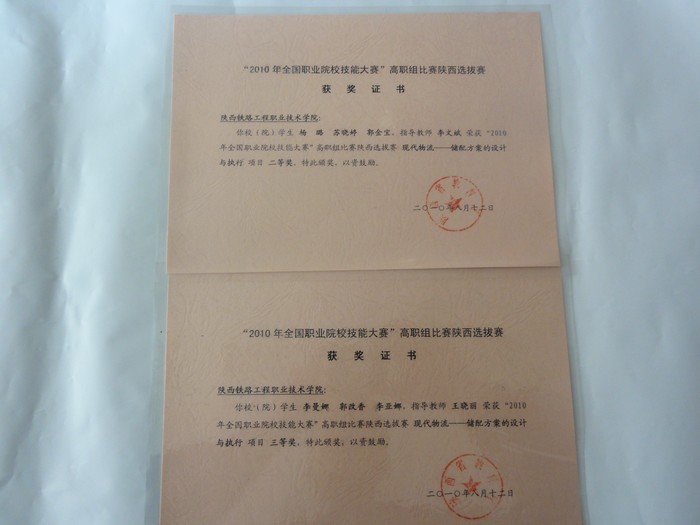 “2010 年全国职业院校技能大赛”高职组比赛陕西选拔赛
获 奖 证 书
陕西铁路工程职业技术学院:
你校(院)学生 杨 璐 苏晓婷 郭金宝, 指导教师 李文斌 荣获“2010
年全国职业院校技能大赛”高职组比赛陕西选拔赛 现代物流——储配方案的设计
与执行 项目 二等奖。特此颁奖, 以资鼓励。
二〇一〇年八月十二日
“2010 年全国职业院校技能大赛”高职组比赛陕西选拔赛
获 奖 证 书
陕西铁路工程职业技术学院:
你校(院)学生 李曼娜 郭改香 李亚娜, 指导教师 王晓丽 荣获“2010
年全国职业院校技能大赛”高职组比赛陕西选拔赛 现代物流——储配方案的设计
与执行 项目 三等奖。特此颁奖, 以资鼓励。
二〇一〇年八月十二日